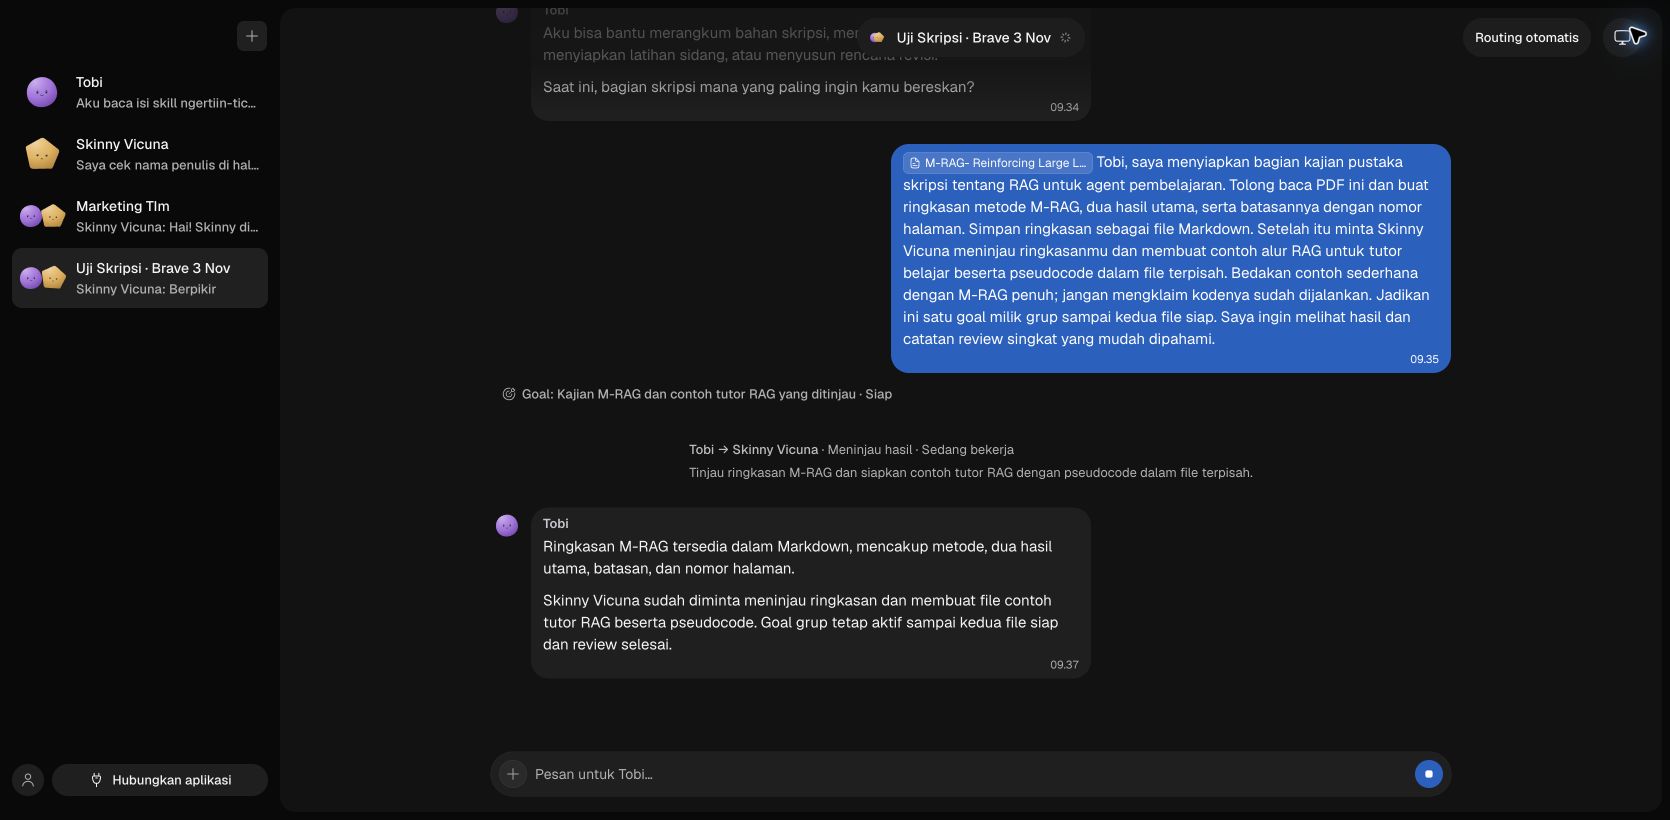 Tobi
Aku baca isi skill ngertiin-tic...
Skinny Vicuna
Saya cek nama penulis di hal...
Marketing TIm
Skinny Vicuna: Hai! Skinny di...
Uji Skripsi · Brave 3 Nov
Skinny Vicuna: Berpikir
Hubungkan aplikasi
Uji Skripsi · Brave 3 Nov
Routing otomatis
Tobi
Aku bisa bantu merangkum bahan skripsi, mer
menyiapkan latihan sidang, atau menyusun rencana revisi.
Saat ini, bagian skripsi mana yang paling ingin kamu bereskan?
09.34
M-RAG- Reinforcing Large L... Tobi, saya menyiapkan bagian kajian pustaka
skripsi tentang RAG untuk agent pembelajaran. Tolong baca PDF ini dan buat
ringkasan metode M-RAG, dua hasil utama, serta batasannya dengan nomor
halaman. Simpan ringkasan sebagai file Markdown. Setelah itu minta Skinny
Vicuna meninjau ringkasanmu dan membuat contoh alur RAG untuk tutor
belajar beserta pseudocode dalam file terpisah. Bedakan contoh sederhana
dengan M-RAG penuh; jangan mengklaim kodenya sudah dijalankan. Jadikan
ini satu goal milik grup sampai kedua file siap. Saya ingin melihat hasil dan
catatan review singkat yang mudah dipahami.
09.35
Goal: Kajian M-RAG dan contoh tutor RAG yang ditinjau · Siap
Tobi → Skinny Vicuna · Meninjau hasil · Sedang bekerja
Tinjau ringkasan M-RAG dan siapkan contoh tutor RAG dengan pseudocode dalam file terpisah.
Tobi
Ringkasan M-RAG tersedia dalam Markdown, mencakup metode, dua hasil
utama, batasan, dan nomor halaman.
Skinny Vicuna sudah diminta meninjau ringkasan dan membuat file contoh
tutor RAG beserta pseudocode. Goal grup tetap aktif sampai kedua file siap
dan review selesai.
09.37
Pesan untuk Tobi...